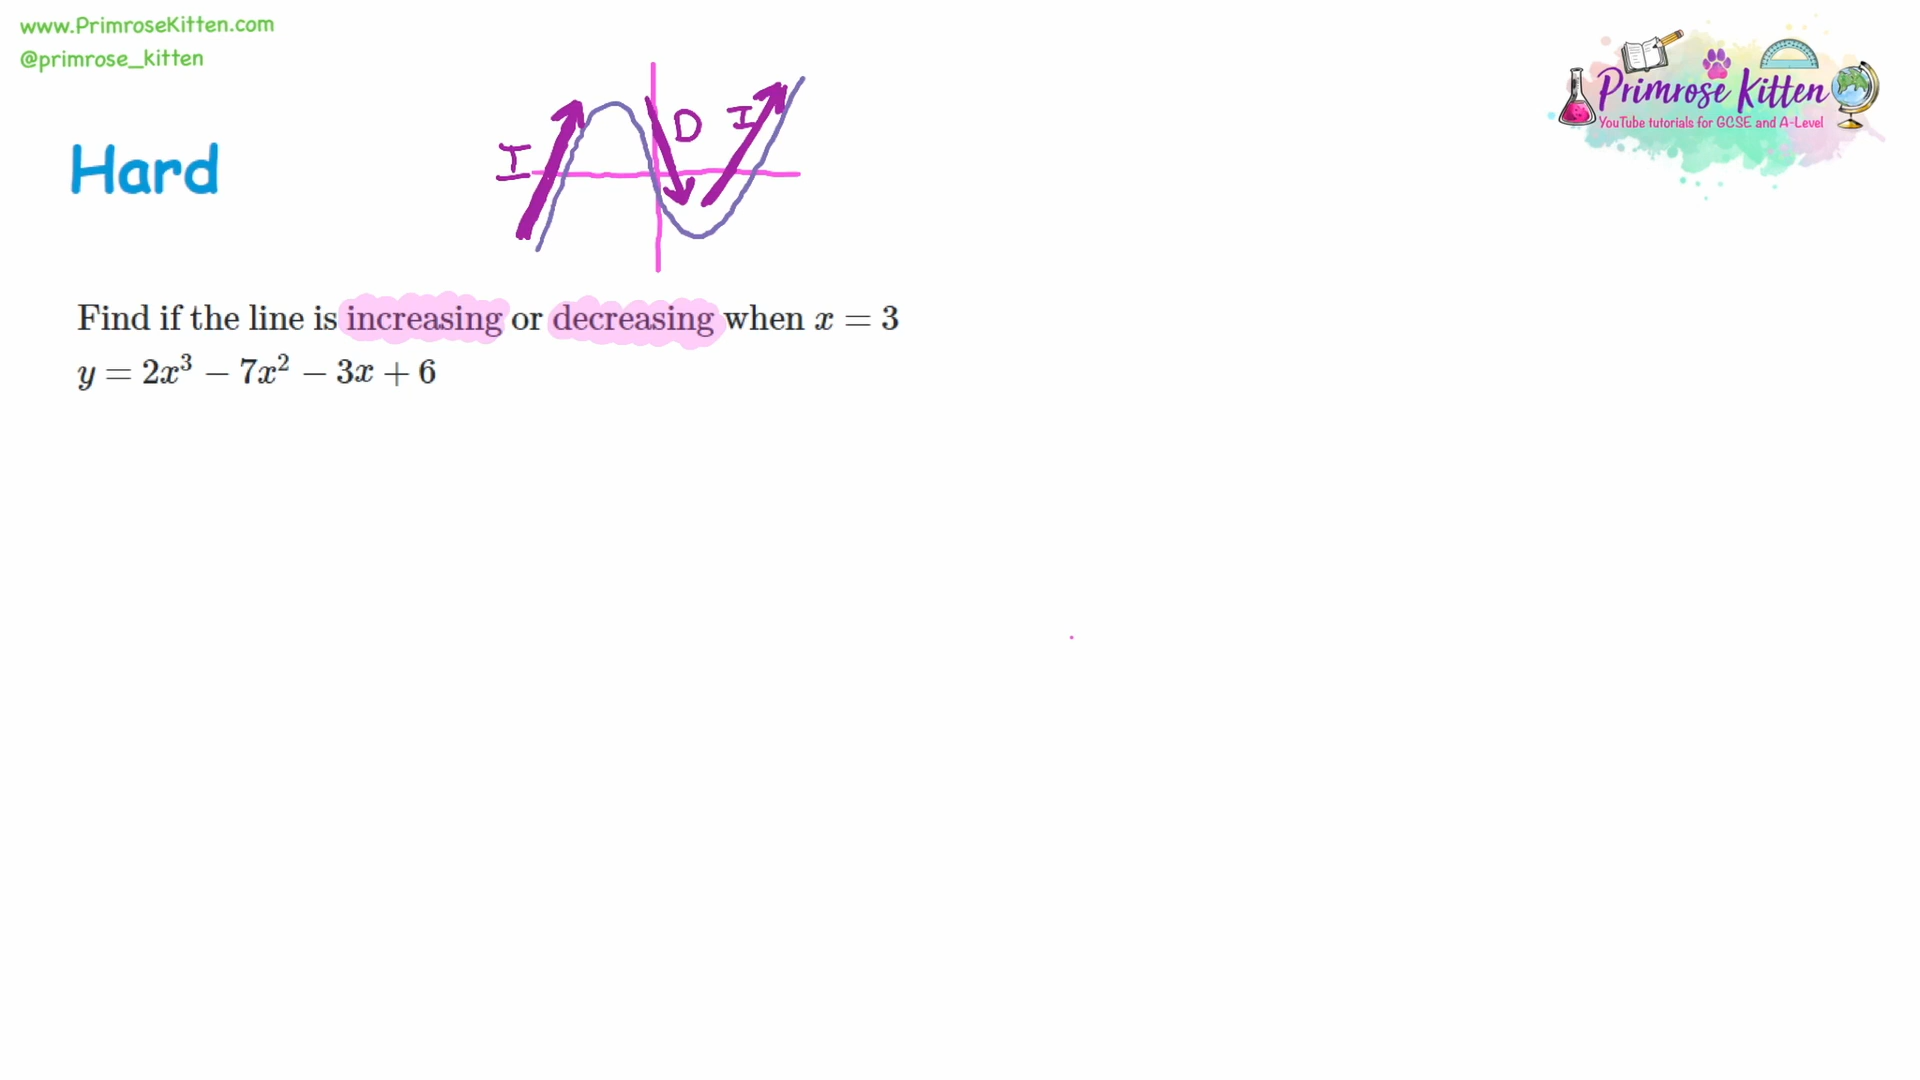 www.PrimroseKitten.com
@primrose_kitten
Primrose Kitten
YouTube tutorials for GCSE and A-Level
Hard
I
D
I
Find if the line is increasing or decreasing when x = 3
y = 2x³ − 7x² − 3x + 6